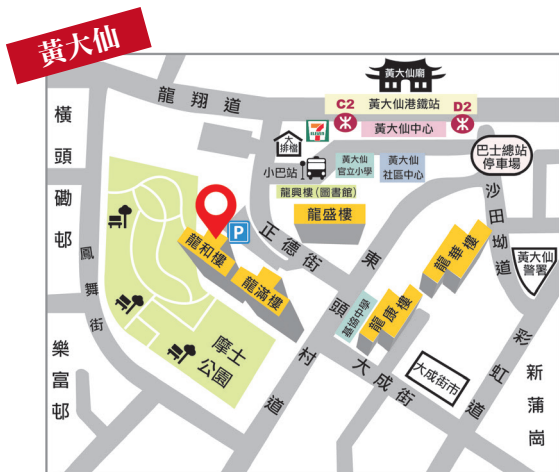 黃大仙
黃大仙廟
龍翔道
C2 黃大仙港鐵站 D2
黃大仙中心
7
ELEVEN
大
排檔
小巴站
黃大仙
官立小學
黃大仙
社區中心
巴士總站
停車場
橫頭磡邨
龍興樓(圖書館)
龍盛樓
沙田坳道
P
正德街
龍和樓
龍滿樓
東頭村道
龍華樓
黃大仙
警署
鳳舞街
基協中學
龍康樓
彩虹道
摩士
公園
大成街
大成街市
樂富邨
新蒲崗